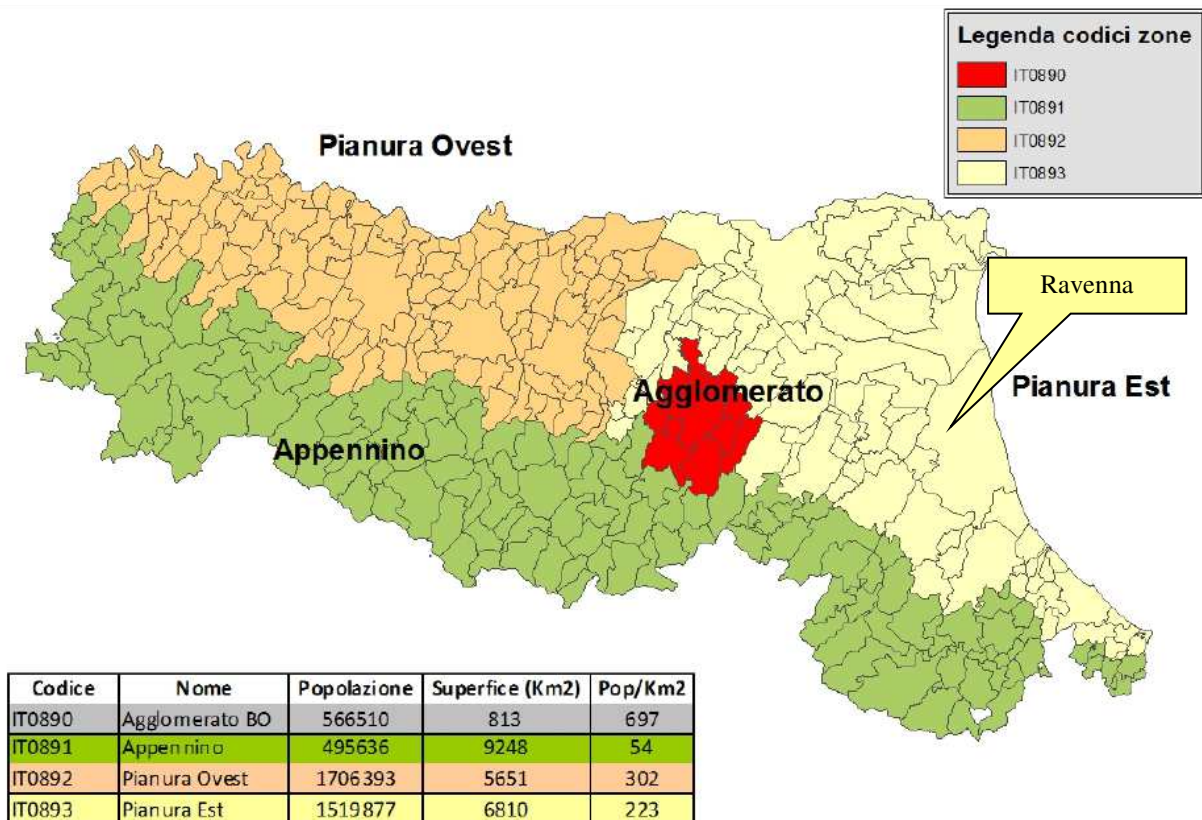 Legenda codici zone
IT0890
IT0891
IT0892
IT0893
Pianura Ovest
Ravenna
Agglomerato
Pianura Est
Appennino
Codice Nome Popolazione Superfice (Km2) Pop/Km2
IT0890 Agglomerato BO 566510 813 697
IT0891 Appennino 495636 9248 54
IT0892 Pianura Ovest 1706393 5651 302
IT0893 Pianura Est 1519877 6810 223